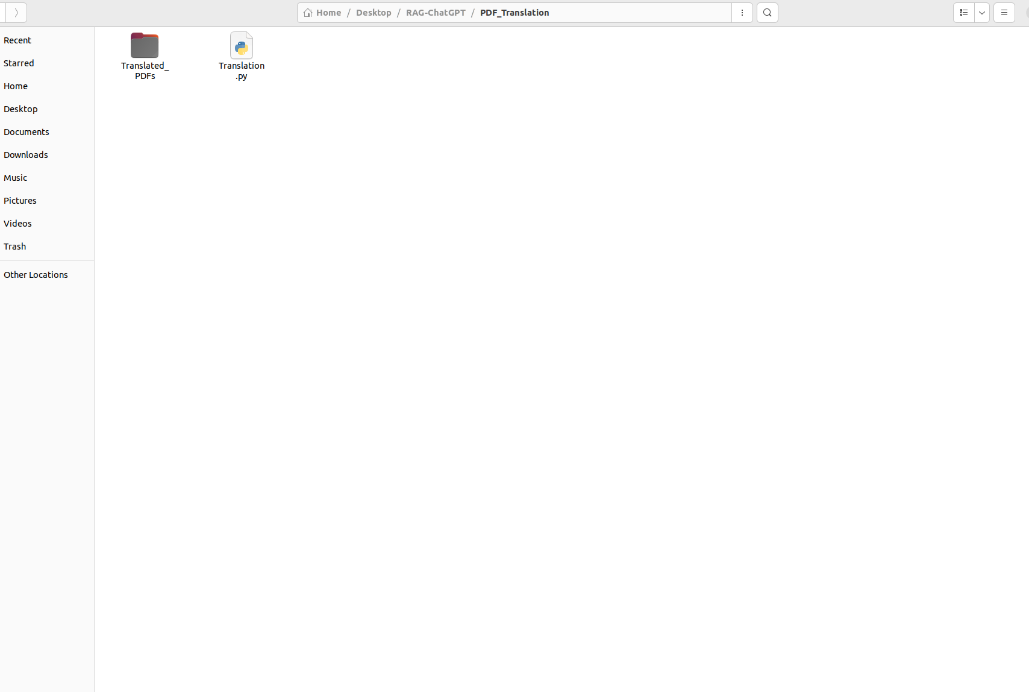 Home / Desktop / RAG-ChatGPT / PDF_Translation
Recent
Starred
Home
Desktop
Documents
Downloads
Music
Pictures
Videos
Trash
Other Locations
Translated_
PDFs
Translation
.py